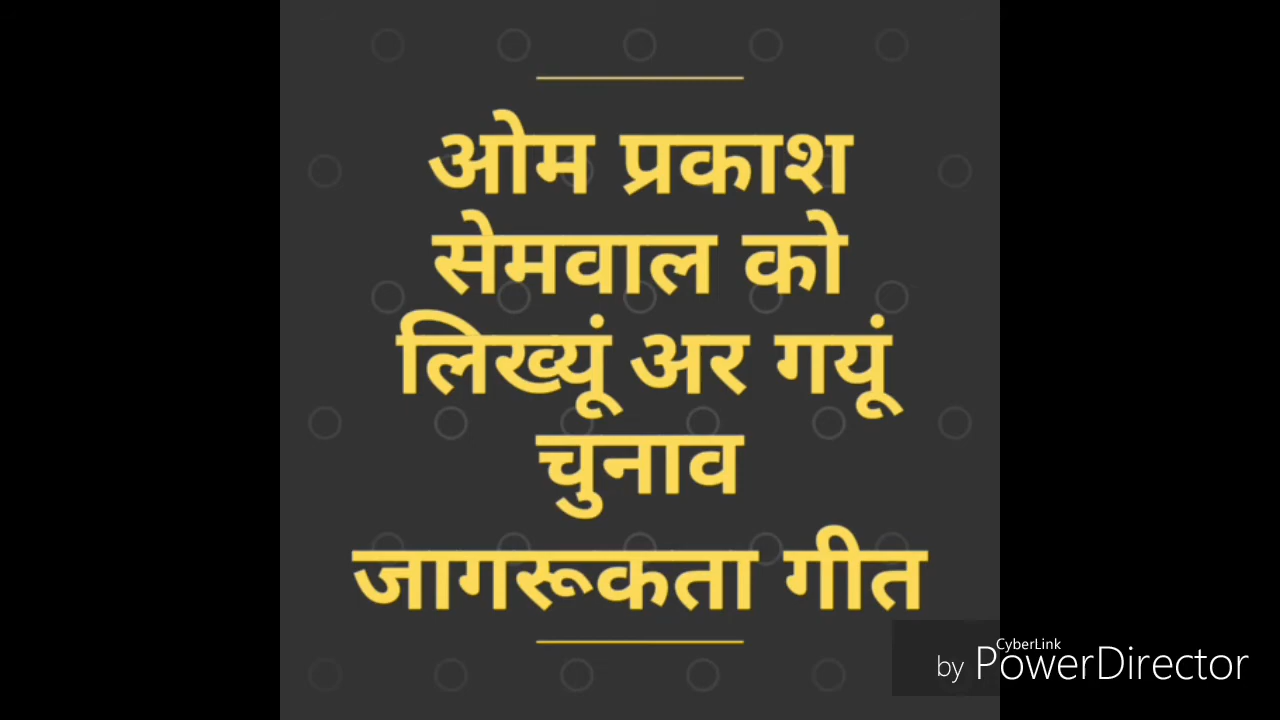 ओम प्रकाश
सेमवाल को
लिख्यूं अर गयूं
चुनाव
जागरूकता गीत
CyberLink
by PowerDirector